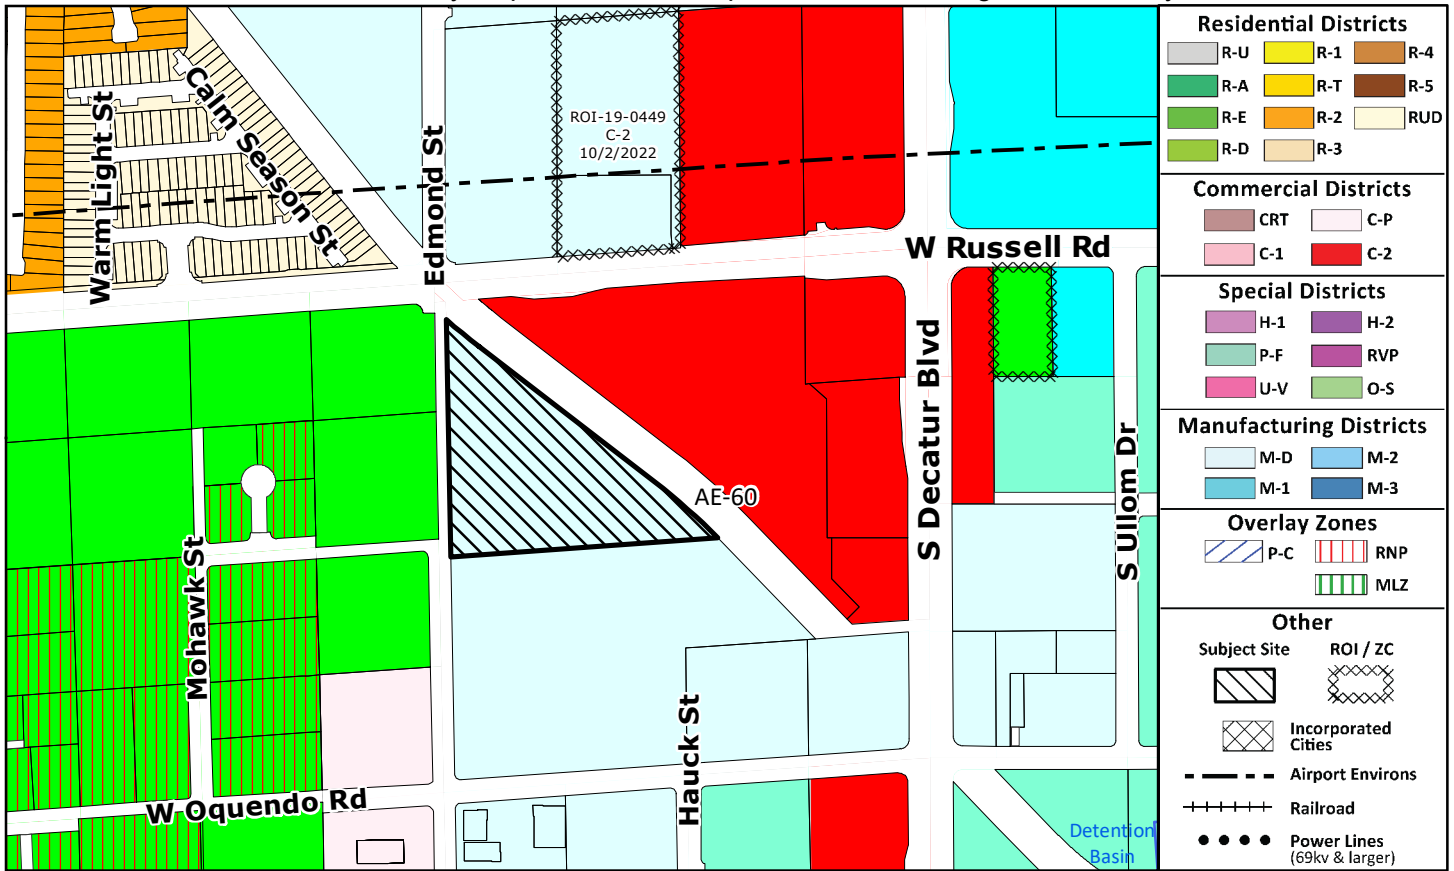 Calm Season St
Warm Light St
Edmond St
ROI-19-0449
C-2
10/2/2022
W Russell Rd
S Decatur Blvd
S Ullom Dr
AE-60
Mohawk St
Hauck St
W Oquendo Rd
Detention
Basin
Residential Districts
R-U R-1 R-4
R-A R-T R-5
R-E R-2 RUD
R-D R-3
Commercial Districts
CRT C-P
C-1 C-2
Special Districts
H-1 H-2
P-F RVP
U-V O-S
Manufacturing Districts
M-D M-2
M-1 M-3
Overlay Zones
P-C RNP
MLZ
Other
Subject Site ROI / ZC
Incorporated
Cities
Airport Environs
Railroad
Power Lines
(69kv & larger)